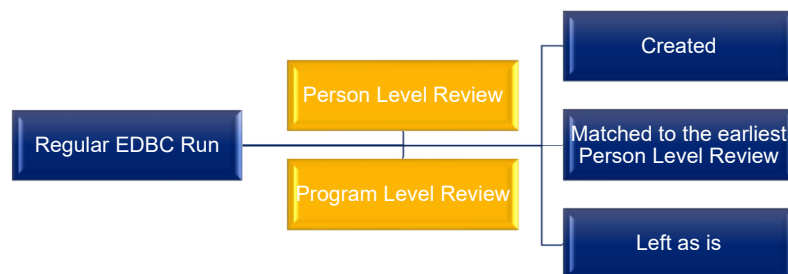 Regular EDBC Run
Person Level Review
Program Level Review
Created
Matched to the earliest
Person Level Review
Left as is